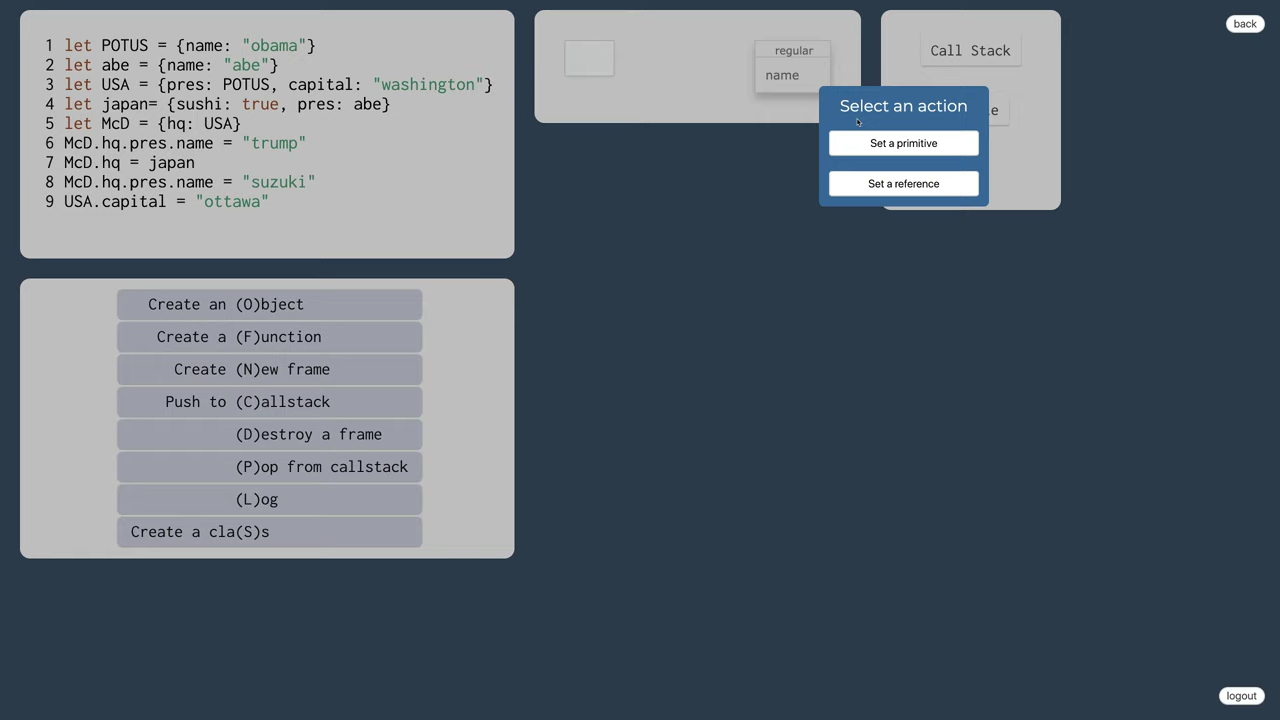 1 let POTUS = {name: "obama"}
2 let abe = {name: "abe"}
3 let USA = {pres: POTUS, capital: "washington"}
4 let japan= {sushi: true, pres: abe}
5 let McD = {hq: USA}
6 McD.hq.pres.name = "trump"
7 McD.hq = japan
8 McD.hq.pres.name = "suzuki"
9 USA.capital = "ottawa"
Create an (O)bject
Create a (F)unction
Create (N)ew frame
Push to (C)allstack
(D)estroy a frame
(P)op from callstack
(L)og
Create a cla(S)s
regular
name
Call Stack
Select an action
Set a primitive
Set a reference
back
logout